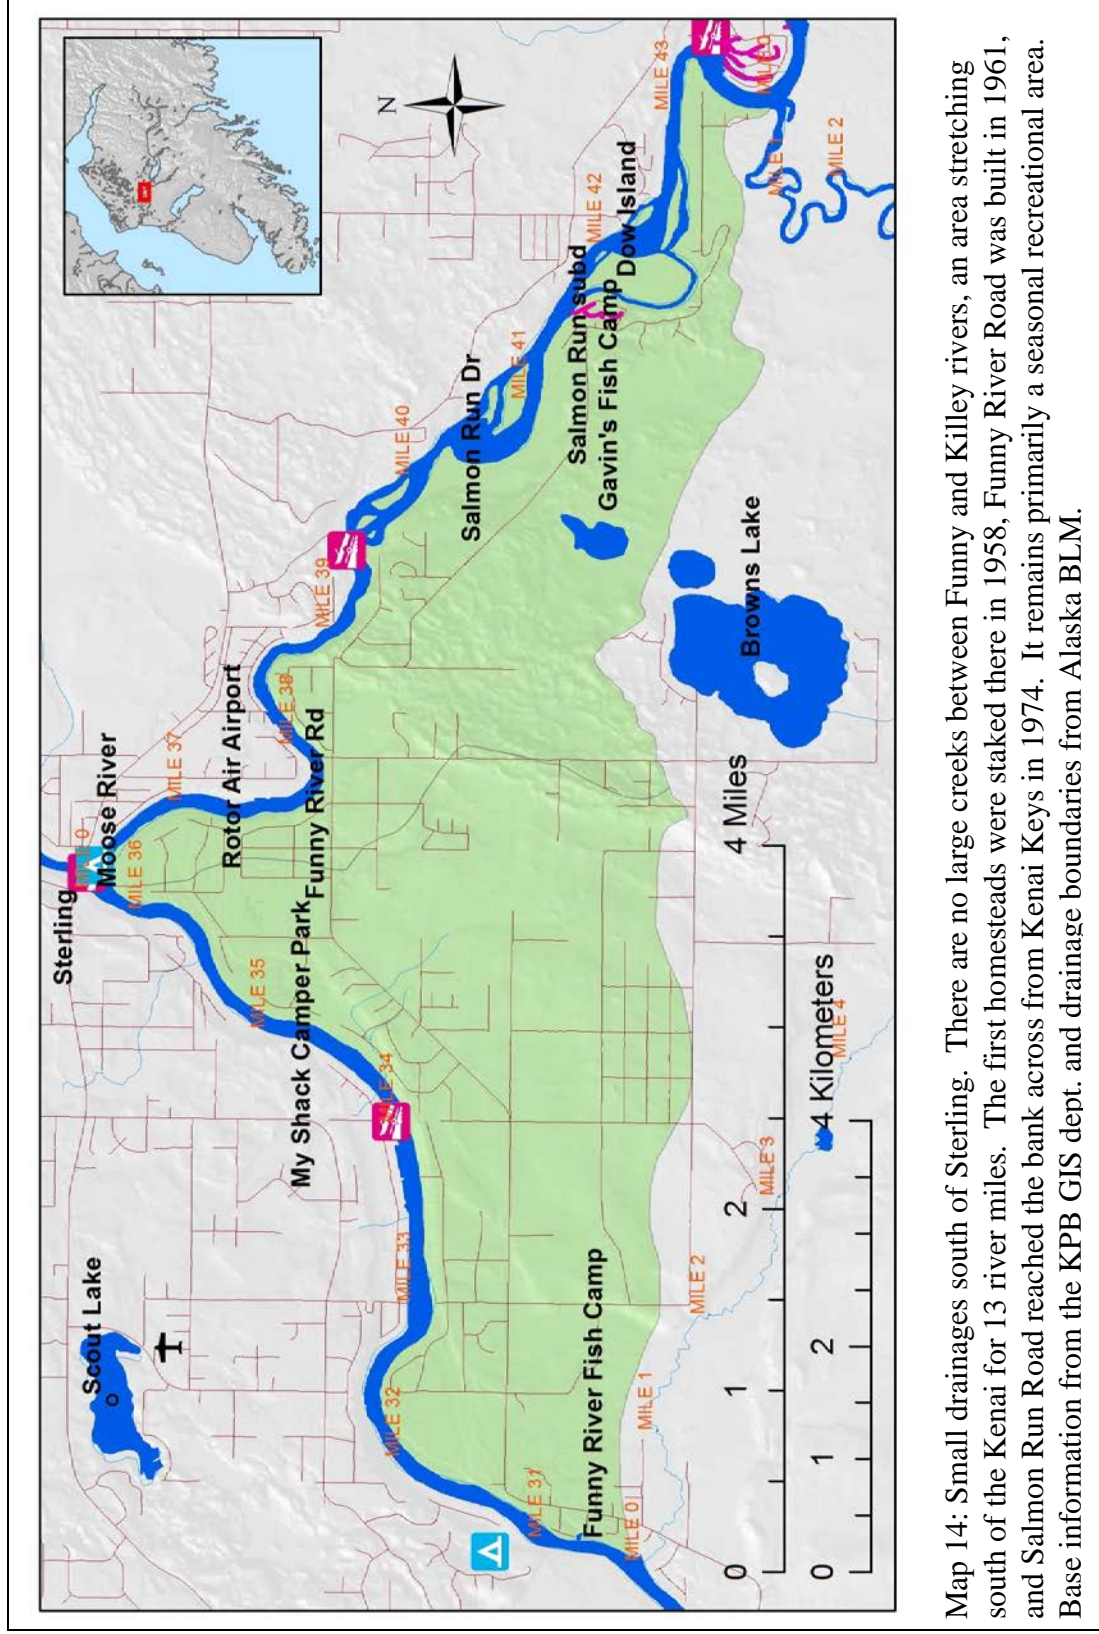 N
Sterling
MILE 0
Moose River
MILE 36
MILE 37
Scout Lake
MILE 35
Rotor Air Airport
MILE 38
MILE 39
MILE 43
My Shack Camper Park
Funny River Rd
MILE 34
MILE 40
MILE 42
Dow Island
MILE 33
MILE 32
Salmon Run Dr
MILE 41
Salmon Run subd
Gavin's Fish Camp
MILE 0
MILE 1
MILE 2
MILE 31
Funny River Fish Camp
MILE 0
MILE 1
MILE 2
MILE 3
MILE 4
Browns Lake
0 1 2 4 Miles
0 1 2 4 Kilometers
Map 14: Small drainages south of Sterling. There are no large creeks between Funny and Killey rivers, an area stretching
south of the Kenai for 13 river miles. The first homesteads were staked there in 1958, Funny River Road was built in 1961,
and Salmon Run Road reached the bank across from Kenai Keys in 1974. It remains primarily a seasonal recreational area.
Base information from the KPB GIS dept. and drainage boundaries from Alaska BLM.